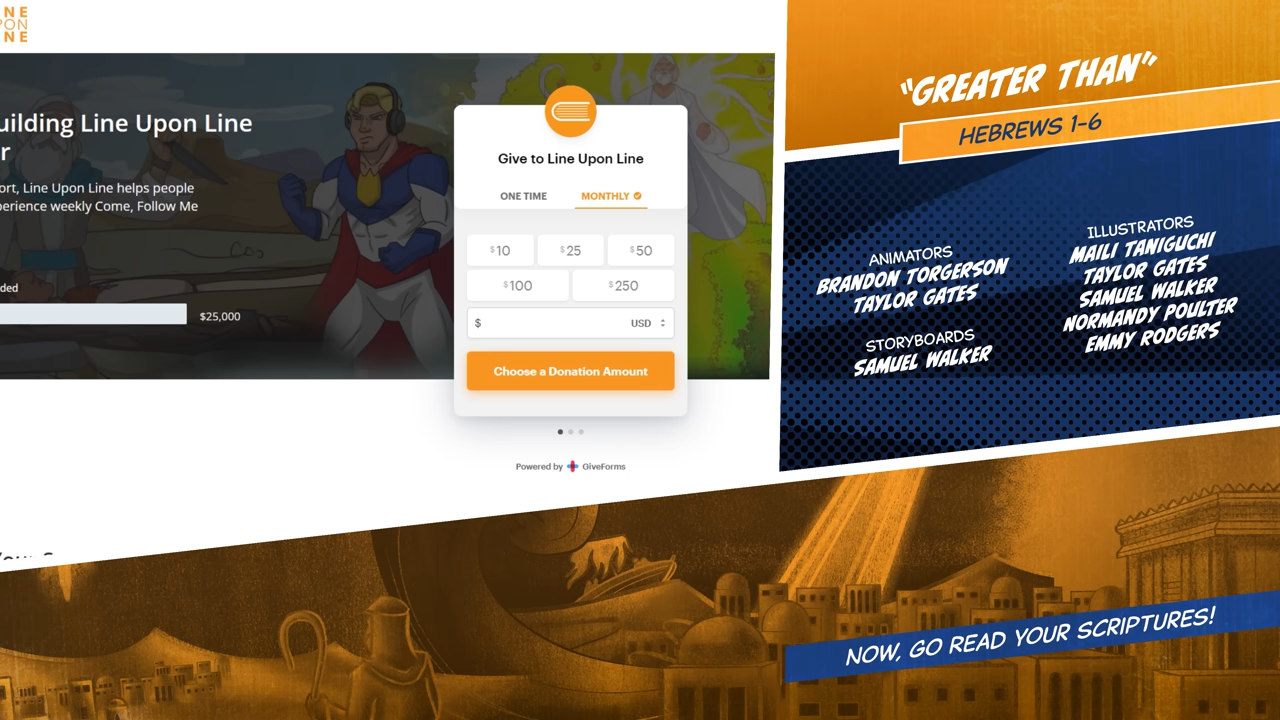 NE
PON
NE
uilding Line Upon Line
r
ort, Line Upon Line helps people
perience weekly Come, Follow Me
ded
$25,000
Give to Line Upon Line
ONE TIME MONTHLY
$10 $25 $50
$100 $250
$ USD
Choose a Donation Amount
Powered by GiveForms
"GREATER THAN"
HEBREWS 1-6
ANIMATORS
BRANDON TORGERSON
TAYLOR GATES
STORYBOARDS
SAMUEL WALKER
ILLUSTRATORS
MAILI TANIGUCHI
TAYLOR GATES
SAMUEL WALKER
NORMANDY POULTER
EMMY RODGERS
NOW, GO READ YOUR SCRIPTURES!